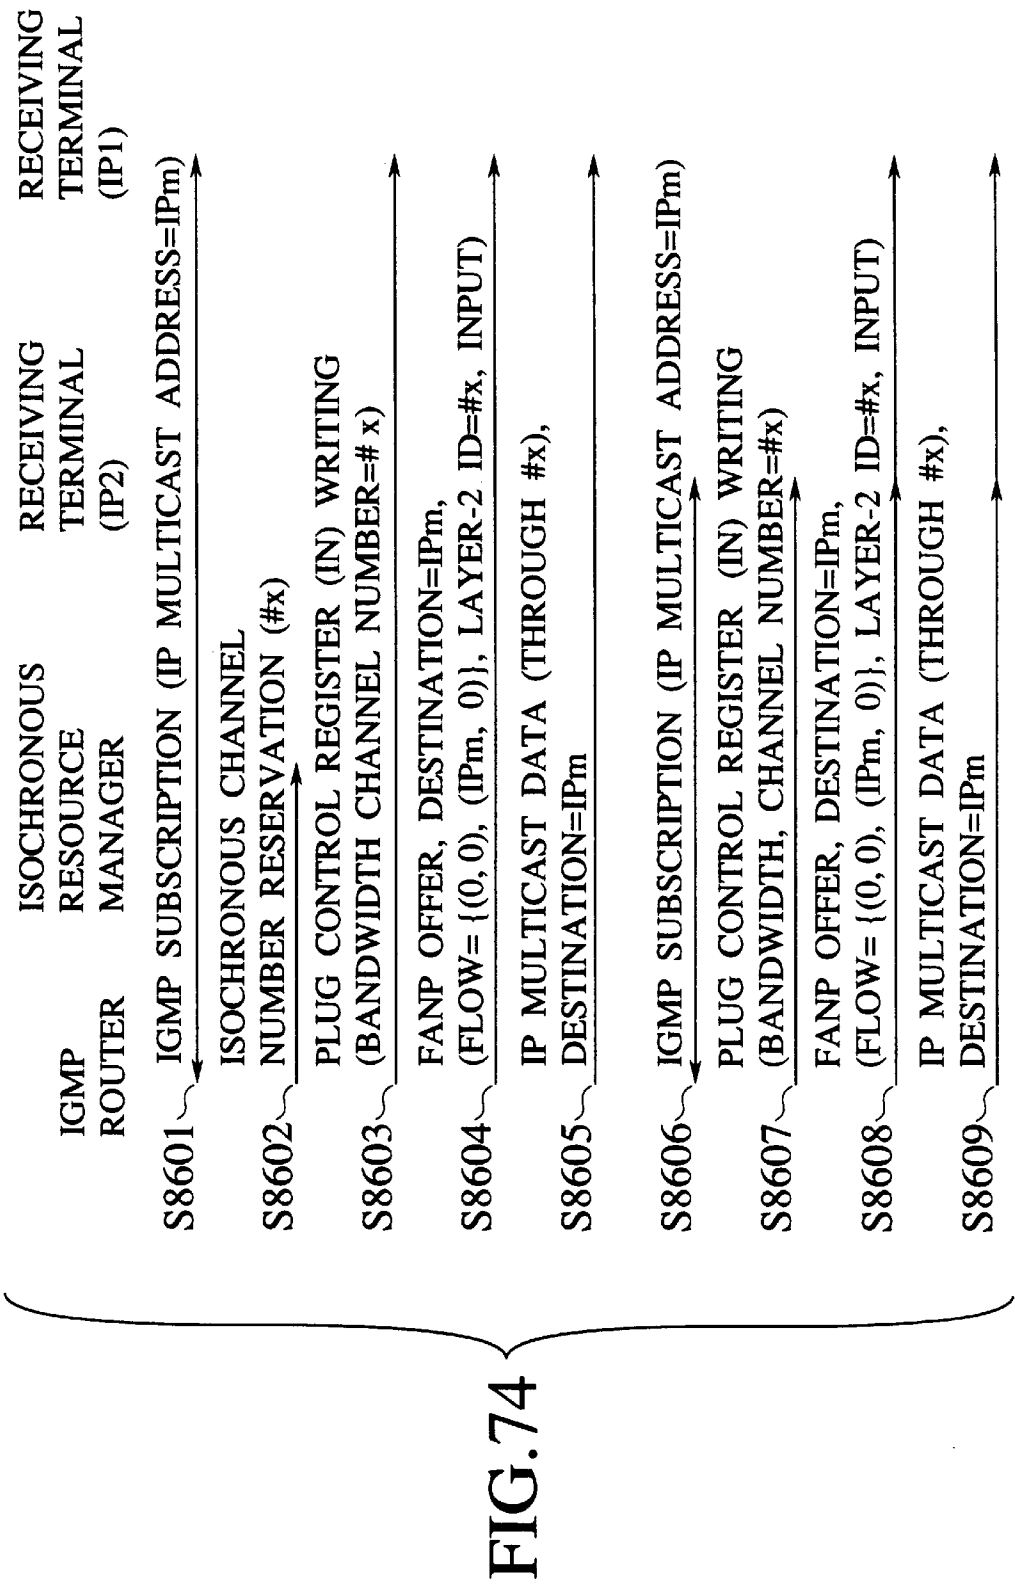 FIG.74
IGMP
ROUTER
ISOCHRONOUS
RESOURCE
MANAGER
RECEIVING
TERMINAL
(IP2)
RECEIVING
TERMINAL
(IP1)
S8601
IGMP SUBSCRIPTION (IP MULTICAST ADDRESS=IPm)
S8602
ISOCHRONOUS CHANNEL
NUMBER RESERVATION (#x)
S8603
PLUG CONTROL REGISTER (IN) WRITING
(BANDWIDTH CHANNEL NUMBER=# x)
S8604
FANP OFFER, DESTINATION=IPm,
(FLOW= {(0,0), (IPm, 0)}, LAYER-2 ID=#x, INPUT)
S8605
IP MULTICAST DATA (THROUGH #x),
DESTINATION=IPm
S8606
IGMP SUBSCRIPTION (IP MULTICAST ADDRESS=IPm)
S8607
PLUG CONTROL REGISTER (IN) WRITING
(BANDWIDTH, CHANNEL NUMBER=#x)
S8608
FANP OFFER, DESTINATION=IPm,
(FLOW= {(0,0), (IPm, 0)}, LAYER-2 ID=#x, INPUT)
S8609
IP MULTICAST DATA (THROUGH #x),
DESTINATION=IPm